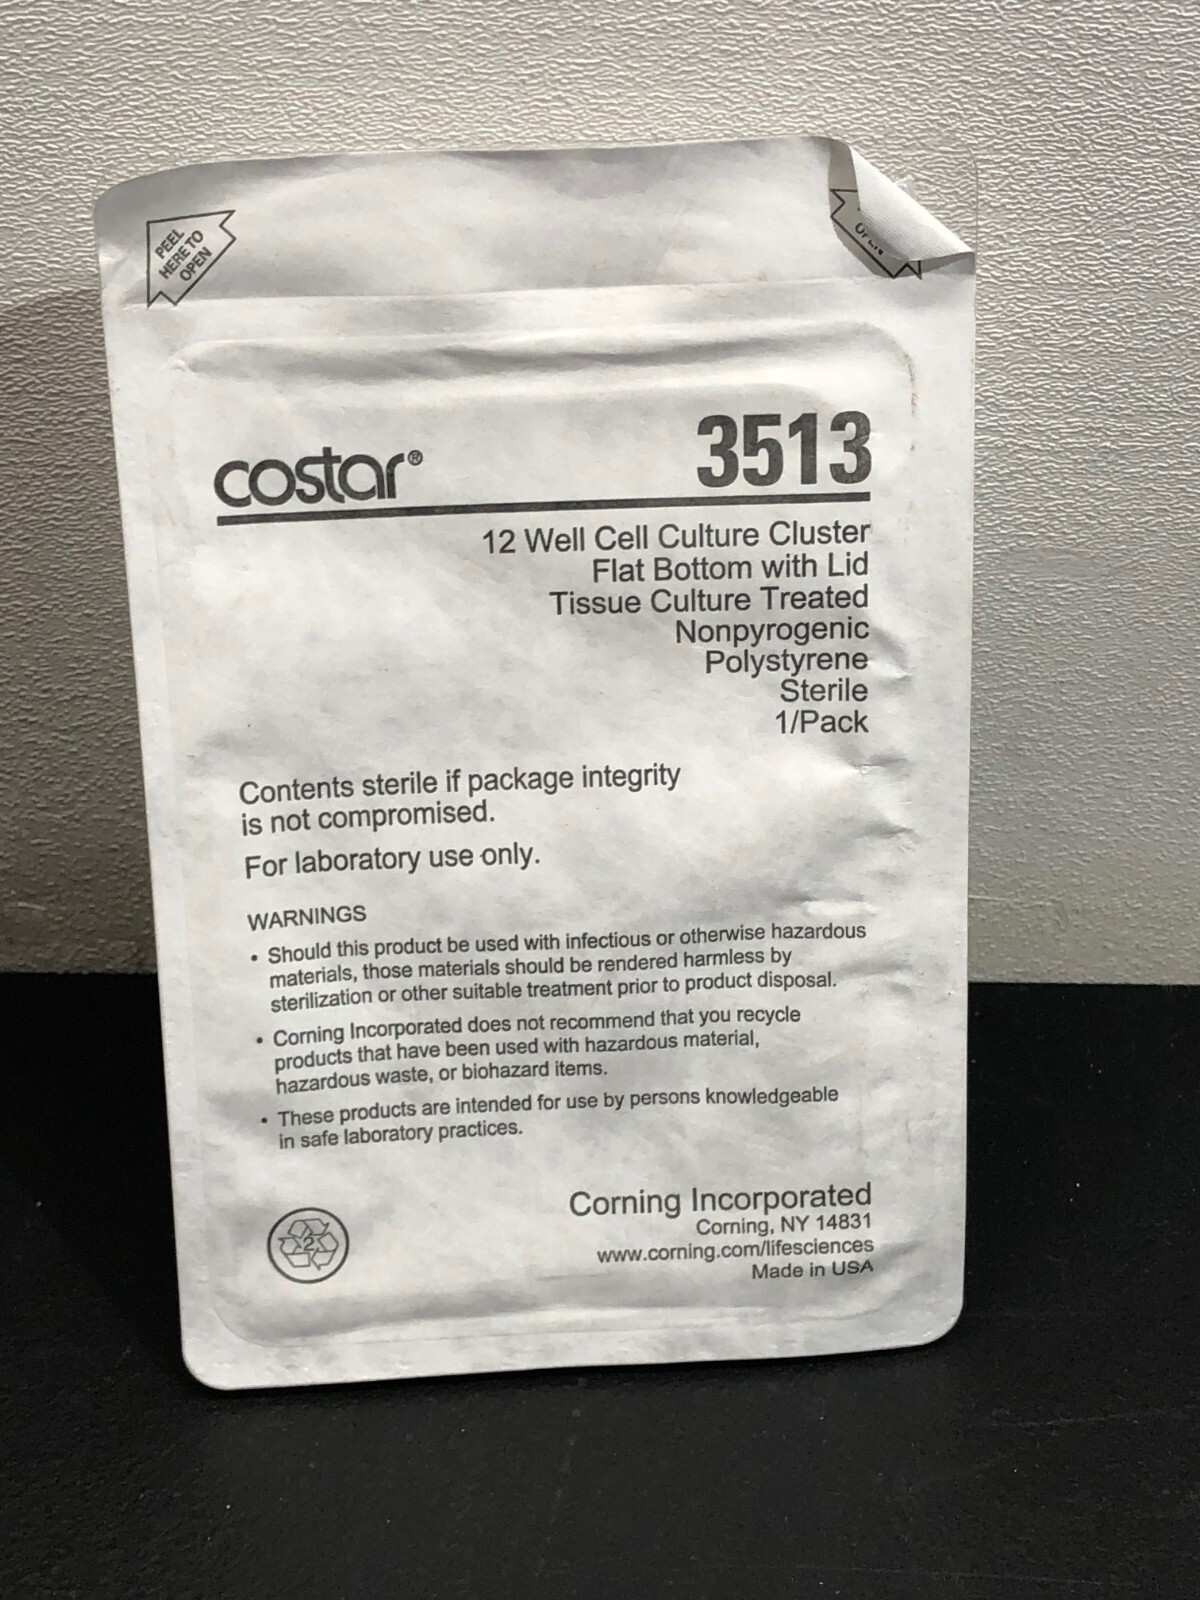 PEEL
HERE TO
OPEN
costar®
3513
12 Well Cell Culture Cluster
Flat Bottom with Lid
Tissue Culture Treated
Nonpyrogenic
Polystyrene
Sterile
1/Pack
Contents sterile if package integrity
is not compromised.
For laboratory use only.
WARNINGS
• Should this product be used with infectious or otherwise hazardous
materials, those materials should be rendered harmless by
sterilization or other suitable treatment prior to product disposal.
• Corning Incorporated does not recommend that you recycle
products that have been used with hazardous material,
hazardous waste, or biohazard items.
• These products are intended for use by persons knowledgeable
in safe laboratory practices.
2
Corning Incorporated
Corning, NY 14831
www.corning.com/lifesciences
Made in USA